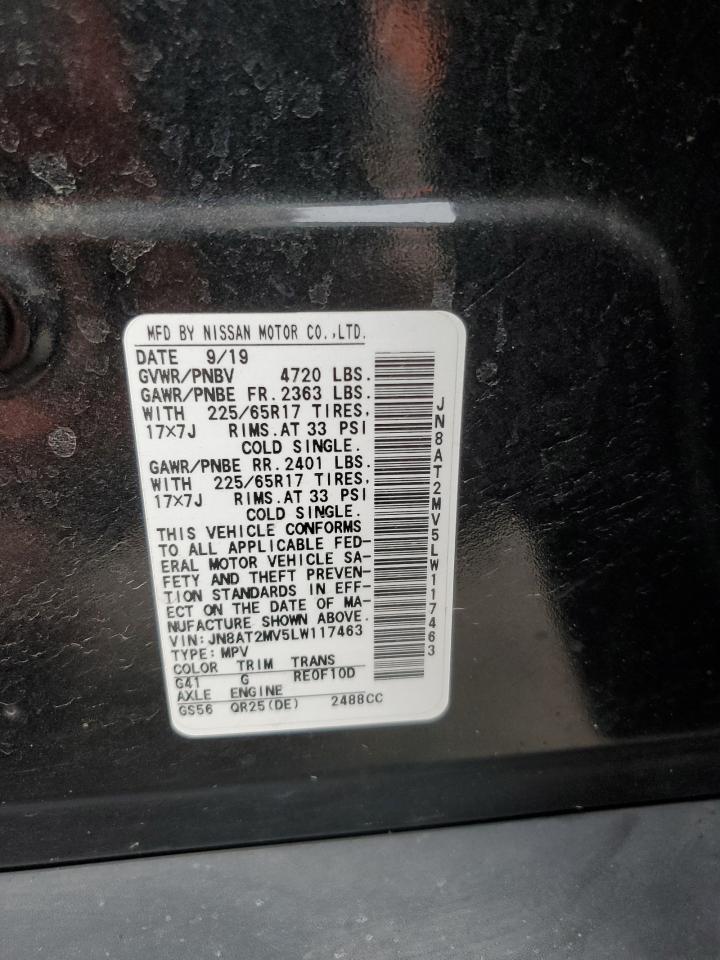 MFD BY NISSAN MOTOR CO.,LTD.
DATE 9/19
GVWR/PNBV 4720 LBS.
GAWR/PNBE FR. 2363 LBS.
WITH 225/65R17 TIRES,
17×7J RIMS. AT 33 PSI
COLD SINGLE.
GAWR/PNBE RR. 2401 LBS.
WITH 225/65R17 TIRES,
17×7J RIMS. AT 33 PSI
COLD SINGLE.
THIS VEHICLE CONFORMS
TO ALL APPLICABLE FED-
ERAL MOTOR VEHICLE SA-
FETY AND THEFT PREVEN-
TION STANDARDS IN EFF-
ECT ON THE DATE OF MA-
NUFACTURE SHOWN ABOVE.
VIN: JN8AT2MV5LW117463
TYPE: MPV
COLOR TRIM TRANS
G41 G RE0F10D
AXLE ENGINE
GS56 QR25(DE) 2488CC
JN8AT2MV5LW117463